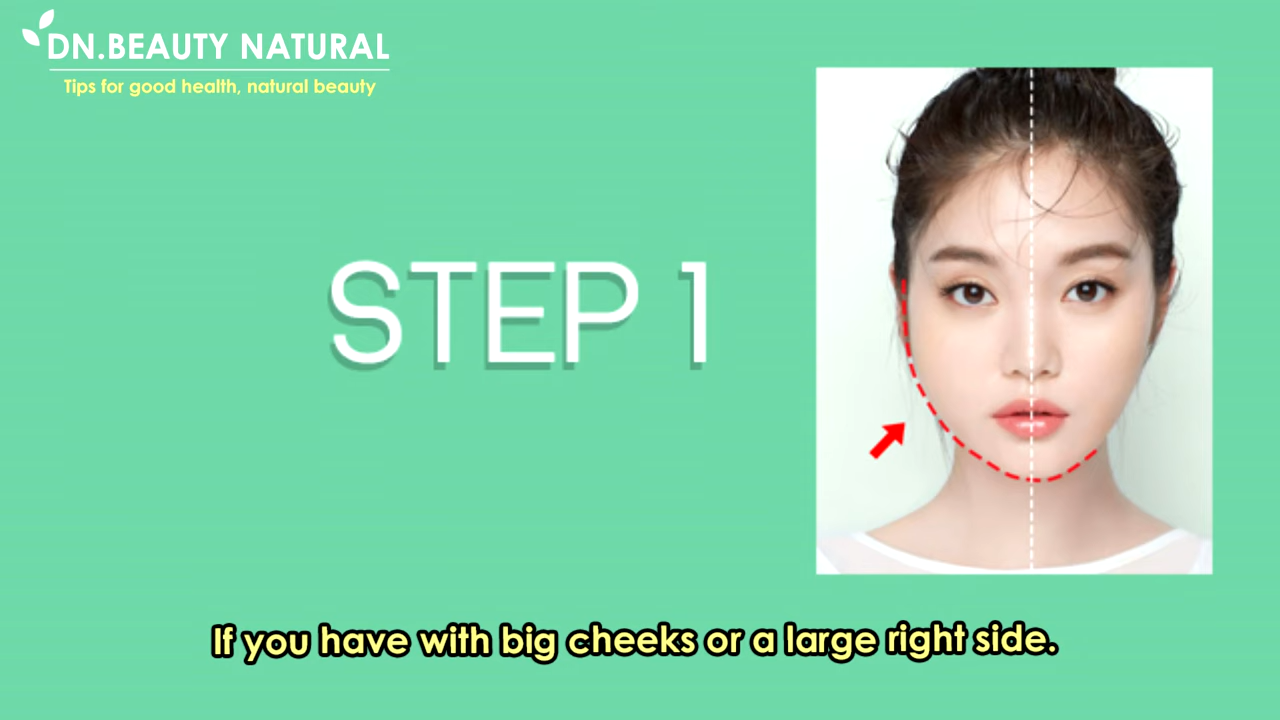 DN.BEAUTY NATURAL
Tips for good health, natural beauty
STEP 1
If you have with big cheeks or a large right side.